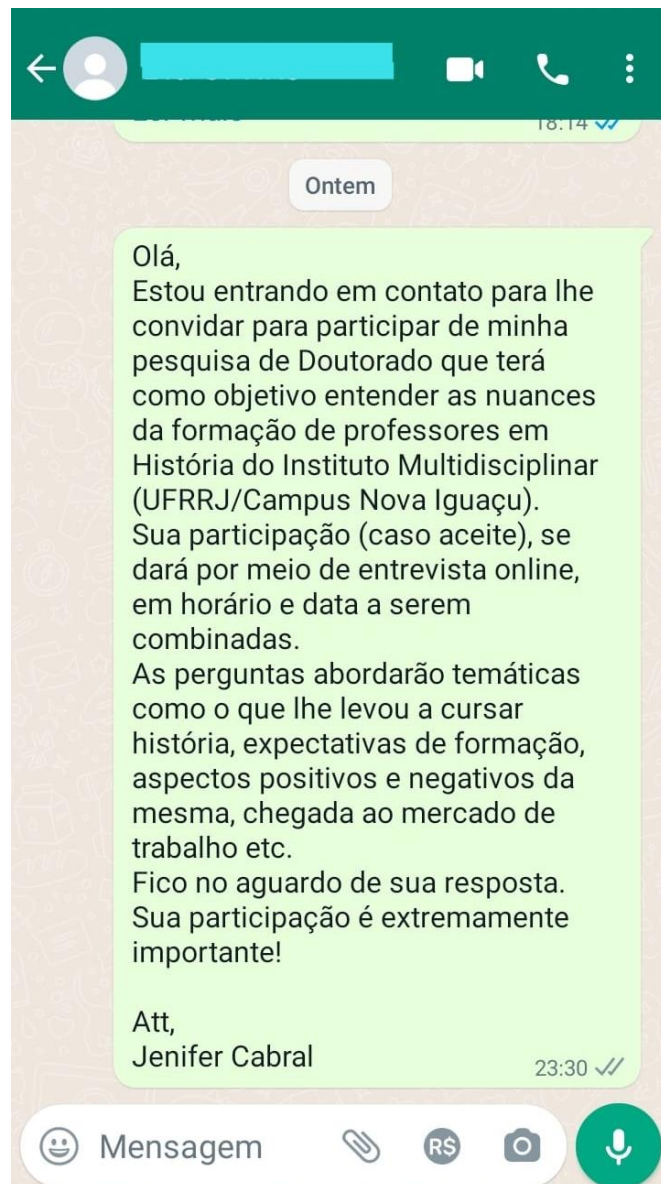 18:14
Ontem
Olá,
Estou entrando em contato para lhe
convidar para participar de minha
pesquisa de Doutorado que terá
como objetivo entender as nuances
da formação de professores em
História do Instituto Multidisciplinar
(UFRRJ/Campus Nova Iguaçu).
Sua participação (caso aceite), se
dará por meio de entrevista online,
em horário e data a serem
combinadas.
As perguntas abordarão temáticas
como o que lhe levou a cursar
história, expectativas de formação,
aspectos positivos e negativos da
mesma, chegada ao mercado de
trabalho etc.
Fico no aguardo de sua resposta.
Sua participação é extremamente
importante!
Att,
Jenifer Cabral
23:30
Mensagem
R$